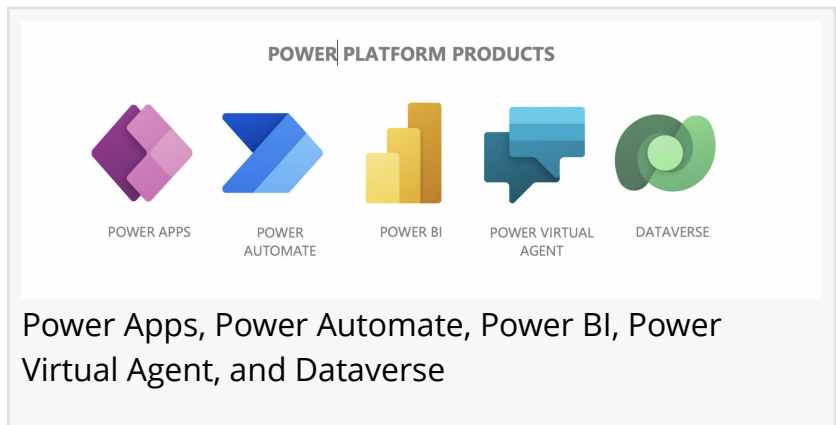 POWER PLATFORM PRODUCTS
POWER APPS
POWER
AUTOMATE
POWER BI
POWER VIRTUAL
AGENT
DATAVERSE
Power Apps, Power Automate, Power BI, Power
Virtual Agent, and Dataverse